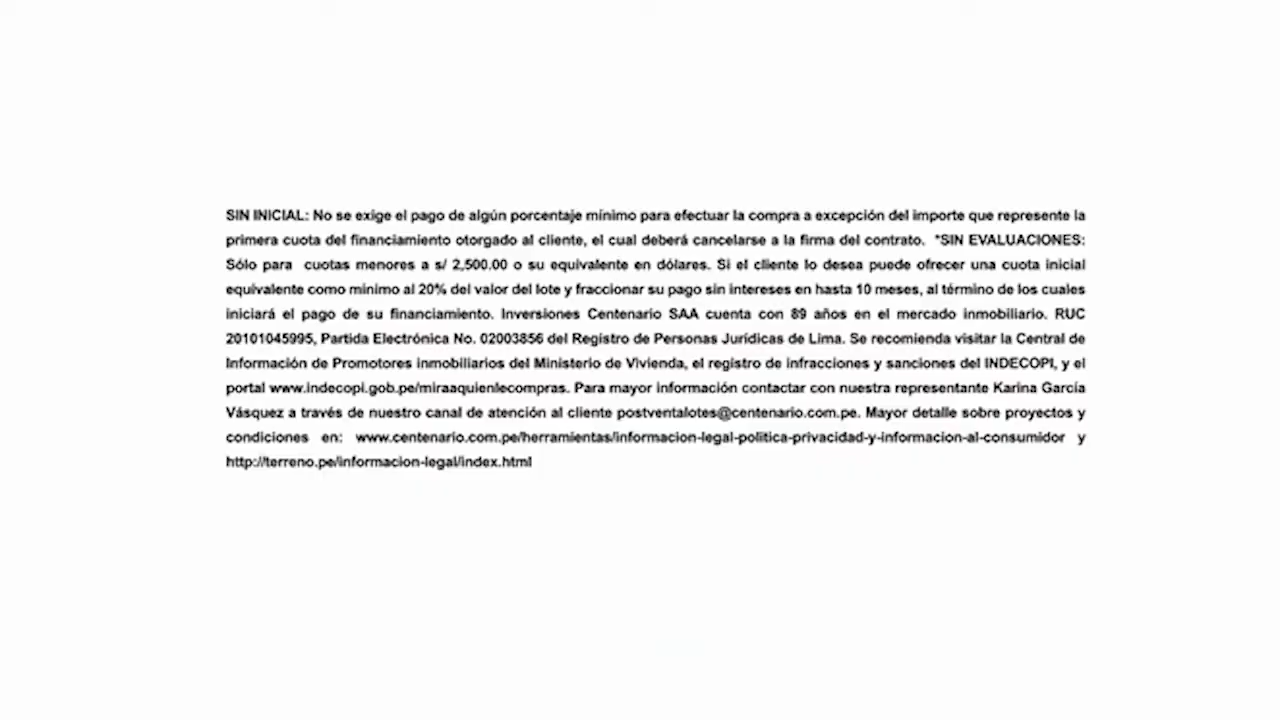 SIN INICIAL: No se exige el pago de algún porcentaje mínimo para efectuar la compra a excepción del importe que represente la
primera cuota del financiamiento otorgado al cliente, el cual deberá cancelarse a la firma del contrato. *SIN EVALUACIONES:
Sólo para cuotas menores a s/ 2,500.00 o su equivalente en dólares. Si el cliente lo desea puede ofrecer una cuota inicial
equivalente como mínimo al 20% del valor del lote y fraccionar su pago sin intereses en hasta 10 meses, al término de los cuales
iniciará el pago de su financiamiento. Inversiones Centenario SAA cuenta con 89 años en el mercado inmobiliario. RUC
20101045995, Partida Electrónica No. 02003856 del Registro de Personas Jurídicas de Lima. Se recomienda visitar la Central de
Información de Promotores inmobiliarios del Ministerio de Vivienda, el registro de infracciones y sanciones del INDECOPI, y el
portal www.indecopi.gob.pe/miraaquienlecompras. Para mayor información contactar con nuestra representante Karina García
Vásquez a través de nuestro canal de atención al cliente postventalotes@centenario.com.pe. Mayor detalle sobre proyectos y
condiciones en: www.centenario.com.pe/herramientas/informacion-legal-politica-privacidad-y-informacion-al-consumidor y
http://terreno.pe/informacion-legal/index.html